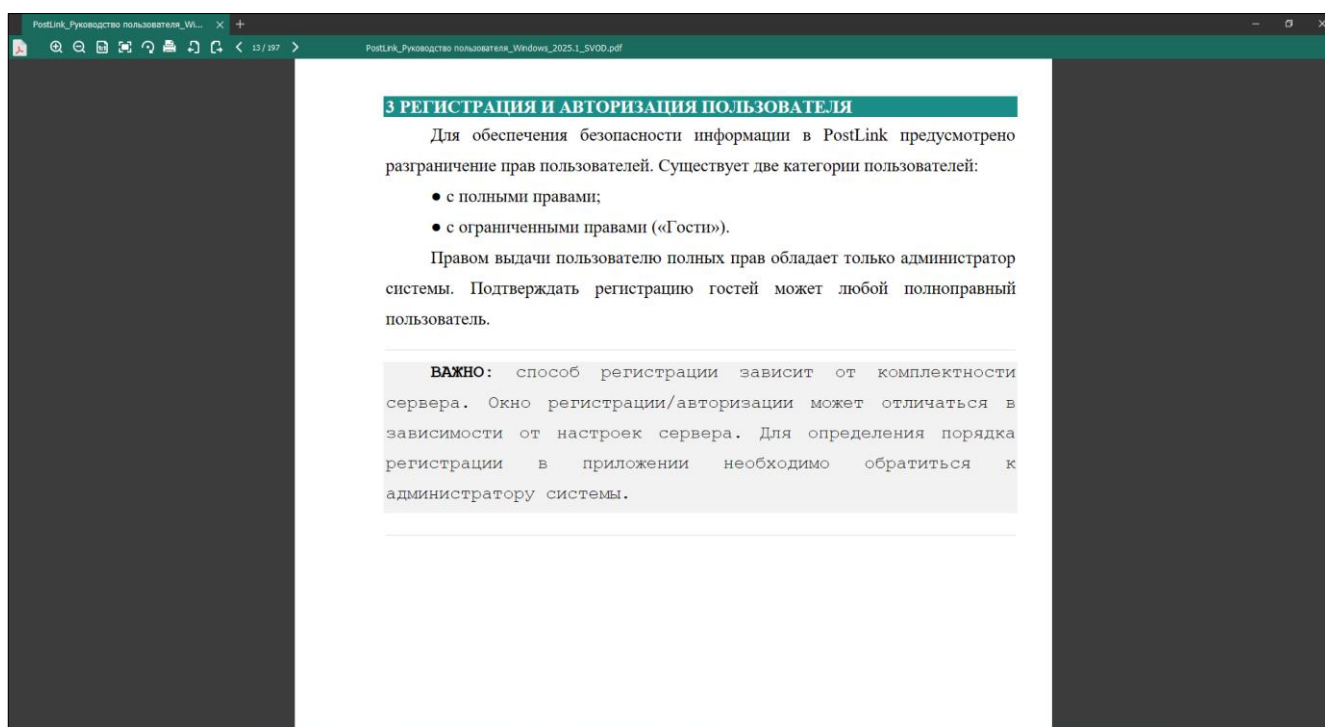 PostLink_Руководство пользователя_Wi...
13 / 197
PostLink_Руководство пользователя_Windows_2025.1_SVOD.pdf
3 РЕГИСТРАЦИЯ И АВТОРИЗАЦИЯ ПОЛЬЗОВАТЕЛЯ
Для обеспечения безопасности информации в PostLink предусмотрено
разграничение прав пользователей. Существует две категории пользователей:
● с полными правами;
● с ограниченными правами («Гости»).
Правом выдачи пользователю полных прав обладает только администратор
системы. Подтверждать регистрацию гостей может любой полноправный
пользователь.
ВАЖНО: способ регистрации зависит от комплектности
сервера. Окно регистрации/авторизации может отличаться в
зависимости от настроек сервера. Для определения порядка
регистрации в приложении необходимо обратиться к
администратору системы.